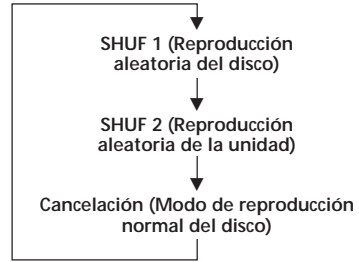 SHUF 1 (Reproducción
aleatoria del disco)
SHUF 2 (Reproducción
aleatoria de la unidad)
Cancelación (Modo de reproducción
normal del disco)